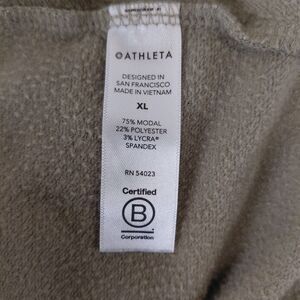 ATHLETA
DESIGNED IN
SAN FRANCISCO
MADE IN VIETNAM
XL
75% MODAL
22% POLYESTER
3% LYCRA®
SPANDEX
RN 54023
Certified
B
Corporation